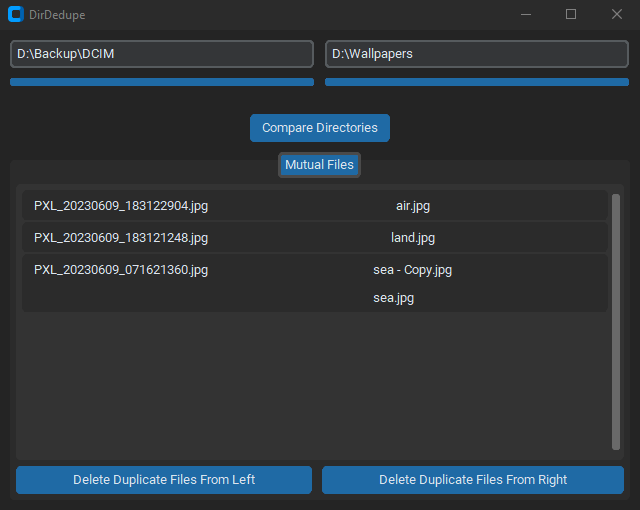 DirDedupe
D:\Backup\DCIM D:\Wallpapers
Compare Directories
Mutual Files
PXL_20230609_183122904.jpg air.jpg
PXL_20230609_183121248.jpg land.jpg
PXL_20230609_071621360.jpg sea - Copy.jpg
sea.jpg
Delete Duplicate Files From Left Delete Duplicate Files From Right